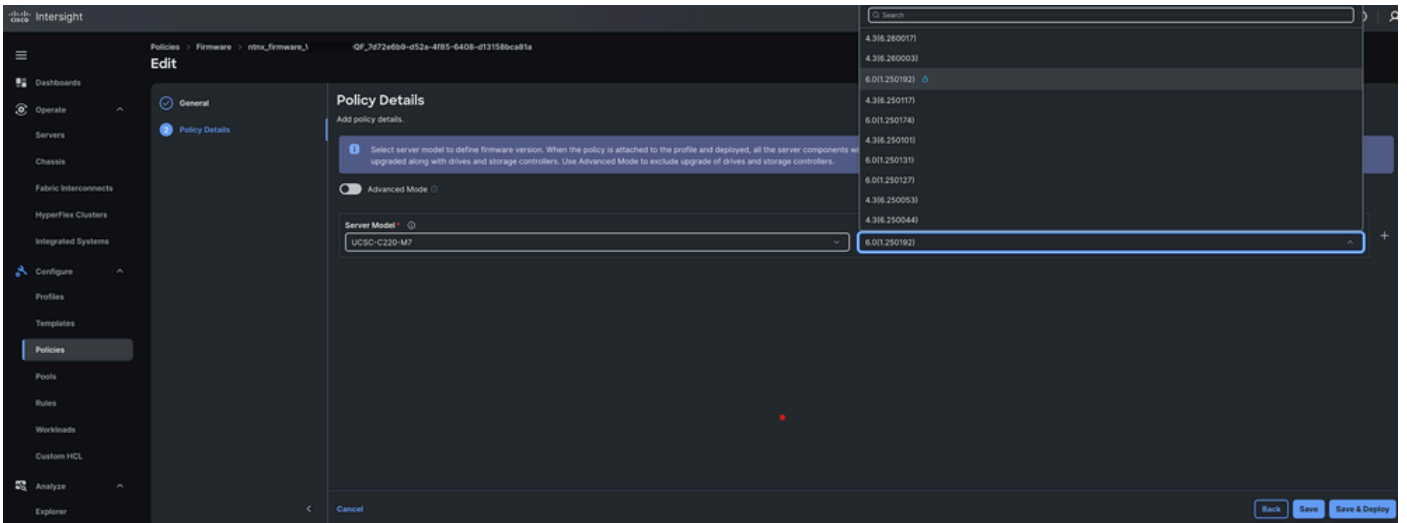 cisco Intersight
Policies > Firmware > ntnx_firmware_\ -QF_7d72e6b9-d52a-4f85-6408-d13158bca81a
Edit
Dashboards
Operate
Servers
Chassis
Fabric Interconnects
HyperFlex Clusters
Integrated Systems
Configure
Profiles
Templates
Policies
Pools
Rules
Workloads
Custom HCL
Analyze
Explorer
General
2 Policy Details
Policy Details
Add policy details.
Select server model to define firmware version. When the policy is attached to the profile and deployed, all the server components wi
upgraded along with drives and storage controllers. Use Advanced Mode to exclude upgrade of drives and storage controllers.
Advanced Mode
Server Model *
UCSC-C220-M7
Search
4.3(6.260017)
4.3(6.260003)
6.0(1.250192)
4.3(6.250117)
6.0(1.250174)
4.3(6.250101)
6.0(1.250131)
6.0(1.250127)
4.3(6.250053)
4.3(6.250044)
6.0(1.250192)
Cancel
Back
Save
Save & Deploy